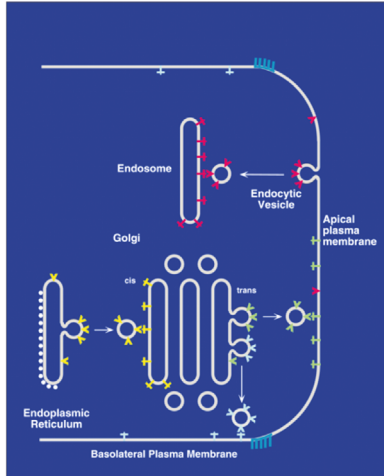 Endosome
Endocytic
Vesicle
Apical
plasma
membrane
Golgi
cis
trans
Endoplasmic
Reticulum
Basolateral Plasma Membrane